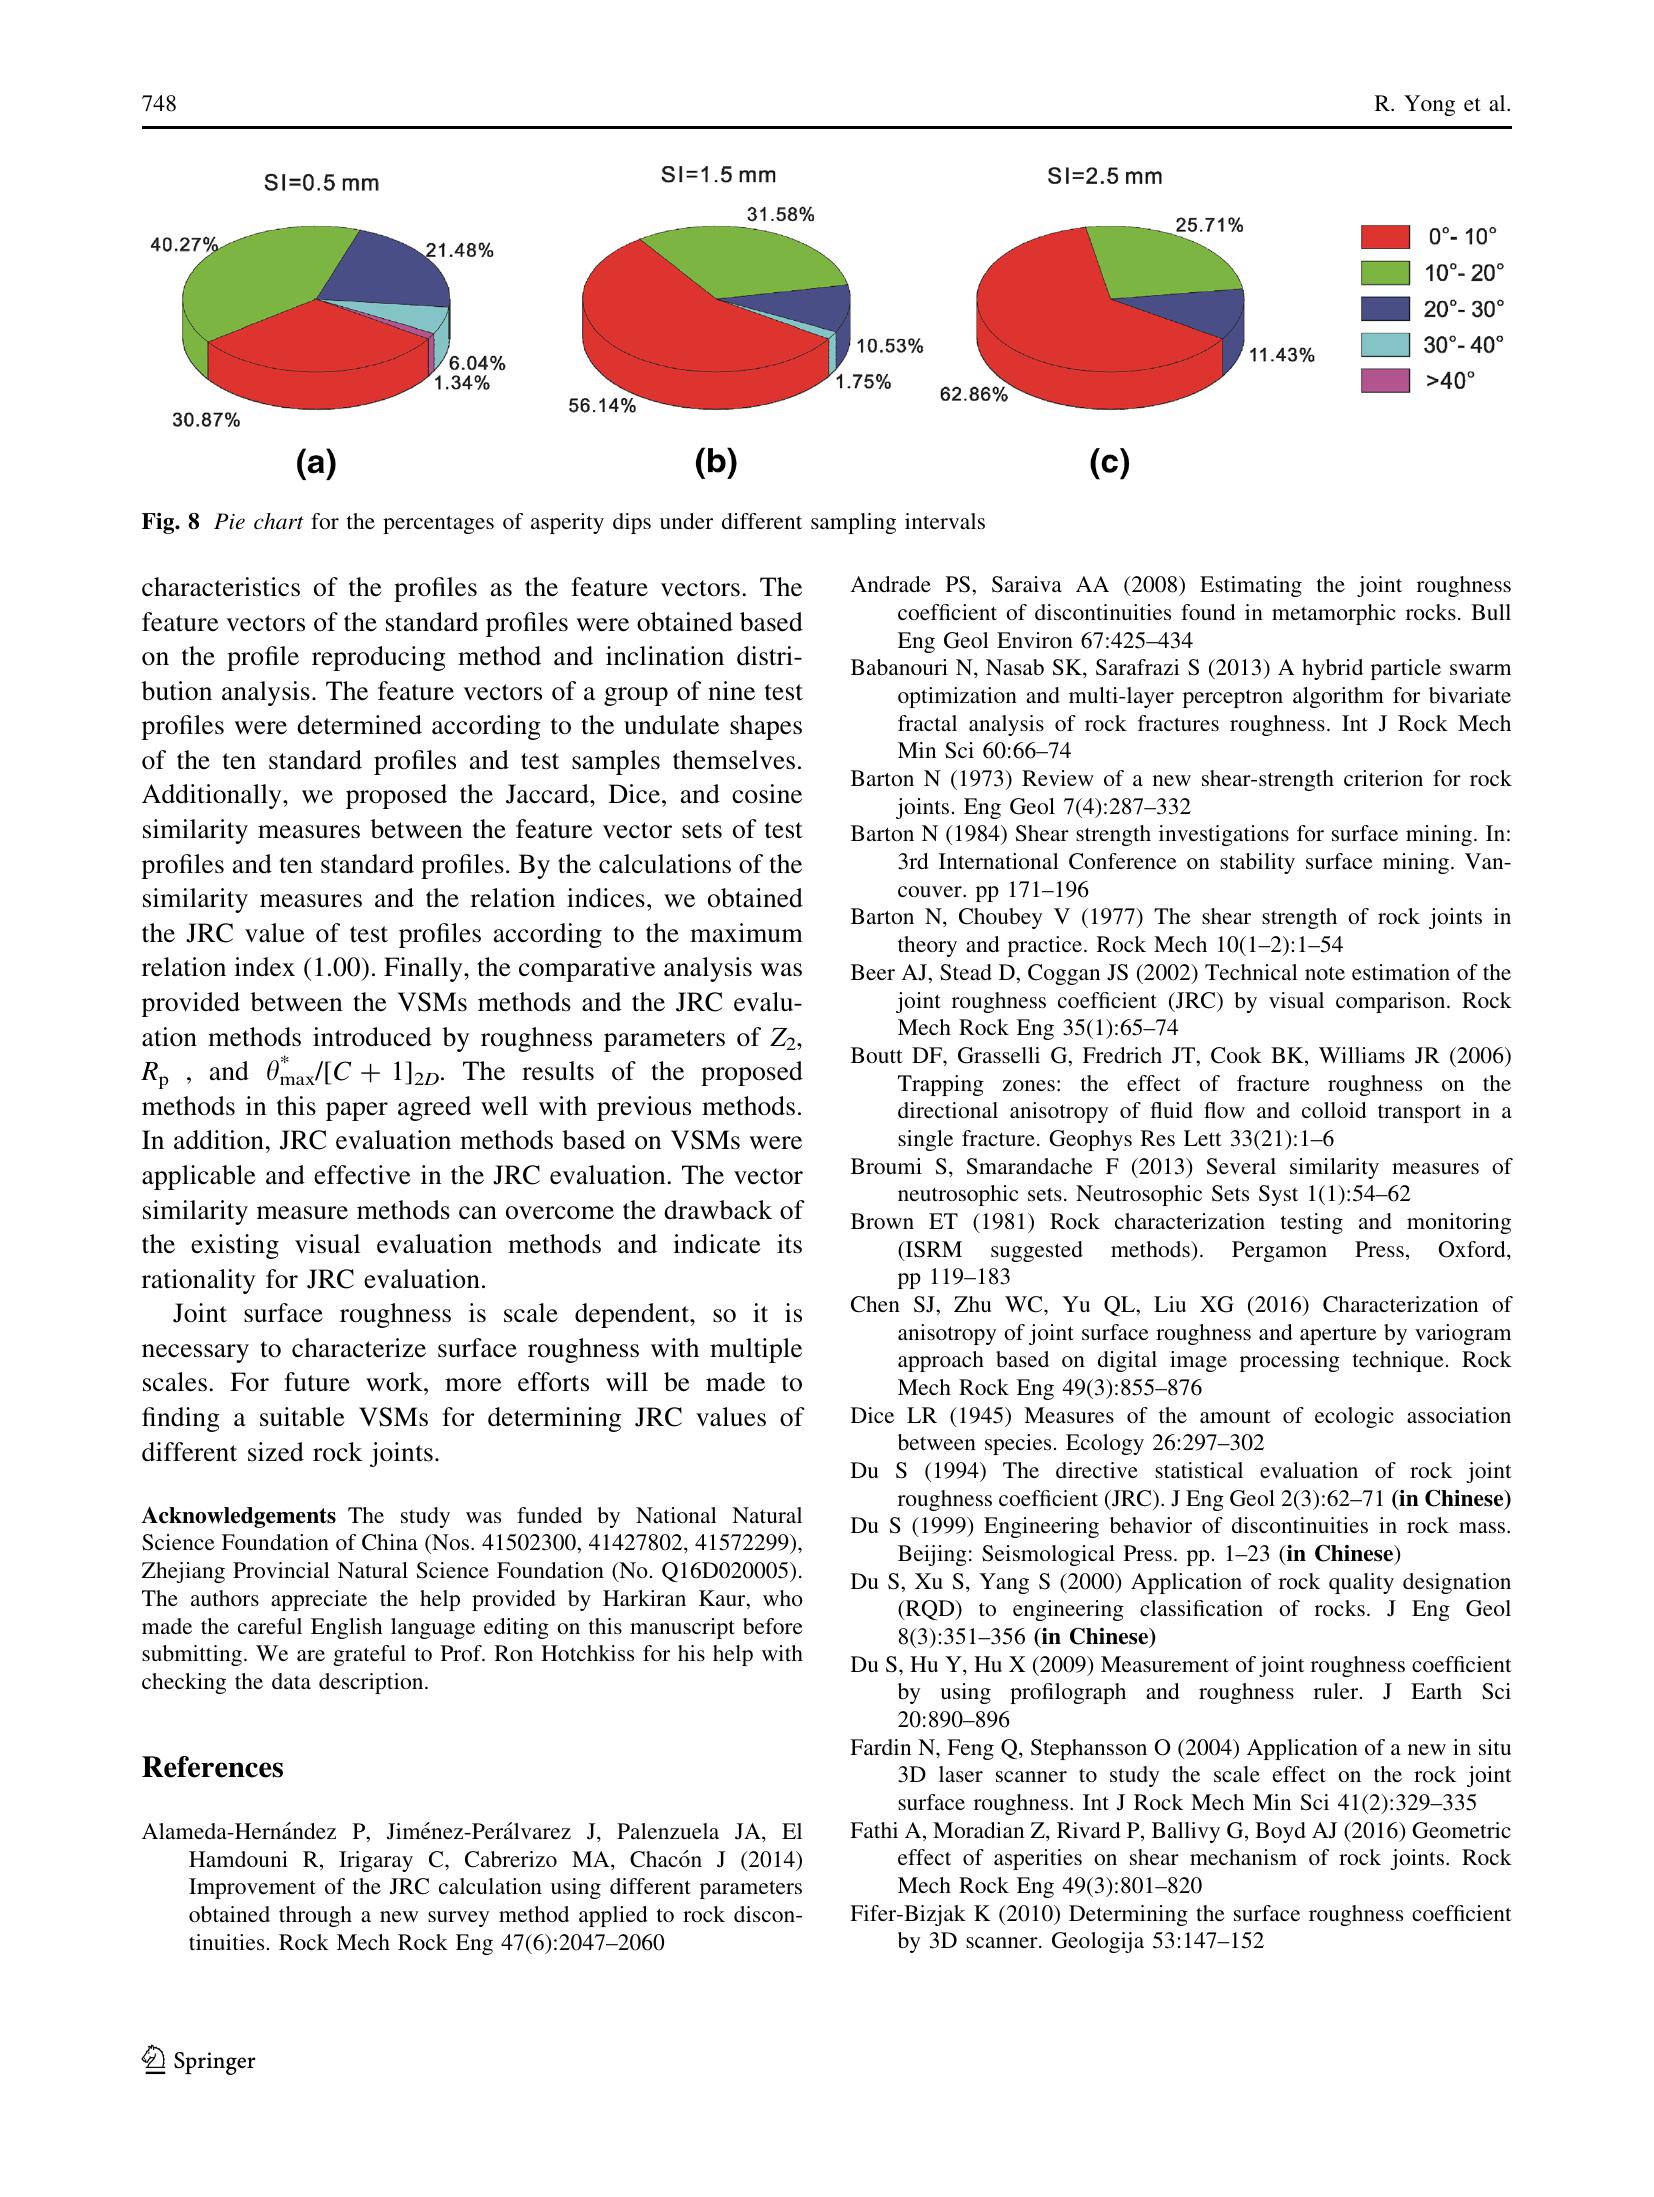 748
R. Yong et al.
SI=0.5 mm
40.27%
21.48%
6.04%
1.34%
30.87%
(a)
SI=1.5 mm
31.58%
10.53%
1.75%
56.14%
(b)
SI=2.5 mm
25.71%
11.43%
62.86%
(c)
0°- 10°
10°- 20°
20°- 30°
30°- 40°
>40°
Fig. 8 Pie chart for the percentages of asperity dips under different sampling intervals
characteristics of the profiles as the feature vectors. The
feature vectors of the standard profiles were obtained based
on the profile reproducing method and inclination distri-
bution analysis. The feature vectors of a group of nine test
profiles were determined according to the undulate shapes
of the ten standard profiles and test samples themselves.
Additionally, we proposed the Jaccard, Dice, and cosine
similarity measures between the feature vector sets of test
profiles and ten standard profiles. By the calculations of the
similarity measures and the relation indices, we obtained
the JRC value of test profiles according to the maximum
relation index (1.00). Finally, the comparative analysis was
provided between the VSMs methods and the JRC evalu-
ation methods introduced by roughness parameters of Z2,
Rp , and θ*max/[C + 1]2D. The results of the proposed
methods in this paper agreed well with previous methods.
In addition, JRC evaluation methods based on VSMs were
applicable and effective in the JRC evaluation. The vector
similarity measure methods can overcome the drawback of
the existing visual evaluation methods and indicate its
rationality for JRC evaluation.
Joint surface roughness is scale dependent, so it is
necessary to characterize surface roughness with multiple
scales. For future work, more efforts will be made to
finding a suitable VSMs for determining JRC values of
different sized rock joints.
Acknowledgements The study was funded by National Natural
Science Foundation of China (Nos. 41502300, 41427802, 41572299),
Zhejiang Provincial Natural Science Foundation (No. Q16D020005).
The authors appreciate the help provided by Harkiran Kaur, who
made the careful English language editing on this manuscript before
submitting. We are grateful to Prof. Ron Hotchkiss for his help with
checking the data description.
References
Alameda-Hernández P, Jiménez-Perálvarez J, Palenzuela JA, El
Hamdouni R, Irigaray C, Cabrerizo MA, Chacón J (2014)
Improvement of the JRC calculation using different parameters
obtained through a new survey method applied to rock discon-
tinuities. Rock Mech Rock Eng 47(6):2047–2060
Andrade PS, Saraiva AA (2008) Estimating the joint roughness
coefficient of discontinuities found in metamorphic rocks. Bull
Eng Geol Environ 67:425–434
Babanouri N, Nasab SK, Sarafrazi S (2013) A hybrid particle swarm
optimization and multi-layer perceptron algorithm for bivariate
fractal analysis of rock fractures roughness. Int J Rock Mech
Min Sci 60:66–74
Barton N (1973) Review of a new shear-strength criterion for rock
joints. Eng Geol 7(4):287–332
Barton N (1984) Shear strength investigations for surface mining. In:
3rd International Conference on stability surface mining. Van-
couver. pp 171–196
Barton N, Choubey V (1977) The shear strength of rock joints in
theory and practice. Rock Mech 10(1–2):1–54
Beer AJ, Stead D, Coggan JS (2002) Technical note estimation of the
joint roughness coefficient (JRC) by visual comparison. Rock
Mech Rock Eng 35(1):65–74
Boutt DF, Grasselli G, Fredrich JT, Cook BK, Williams JR (2006)
Trapping zones: the effect of fracture roughness on the
directional anisotropy of fluid flow and colloid transport in a
single fracture. Geophys Res Lett 33(21):1–6
Broumi S, Smarandache F (2013) Several similarity measures of
neutrosophic sets. Neutrosophic Sets Syst 1(1):54–62
Brown ET (1981) Rock characterization testing and monitoring
(ISRM suggested methods). Pergamon Press, Oxford,
pp 119–183
Chen SJ, Zhu WC, Yu QL, Liu XG (2016) Characterization of
anisotropy of joint surface roughness and aperture by variogram
approach based on digital image processing technique. Rock
Mech Rock Eng 49(3):855–876
Dice LR (1945) Measures of the amount of ecologic association
between species. Ecology 26:297–302
Du S (1994) The directive statistical evaluation of rock joint
roughness coefficient (JRC). J Eng Geol 2(3):62–71 (in Chinese)
Du S (1999) Engineering behavior of discontinuities in rock mass.
Beijing: Seismological Press. pp. 1–23 (in Chinese)
Du S, Xu S, Yang S (2000) Application of rock quality designation
(RQD) to engineering classification of rocks. J Eng Geol
8(3):351–356 (in Chinese)
Du S, Hu Y, Hu X (2009) Measurement of joint roughness coefficient
by using profilograph and roughness ruler. J Earth Sci
20:890–896
Fardin N, Feng Q, Stephansson O (2004) Application of a new in situ
3D laser scanner to study the scale effect on the rock joint
surface roughness. Int J Rock Mech Min Sci 41(2):329–335
Fathi A, Moradian Z, Rivard P, Ballivy G, Boyd AJ (2016) Geometric
effect of asperities on shear mechanism of rock joints. Rock
Mech Rock Eng 49(3):801–820
Fifer-Bizjak K (2010) Determining the surface roughness coefficient
by 3D scanner. Geologija 53:147–152
Springer